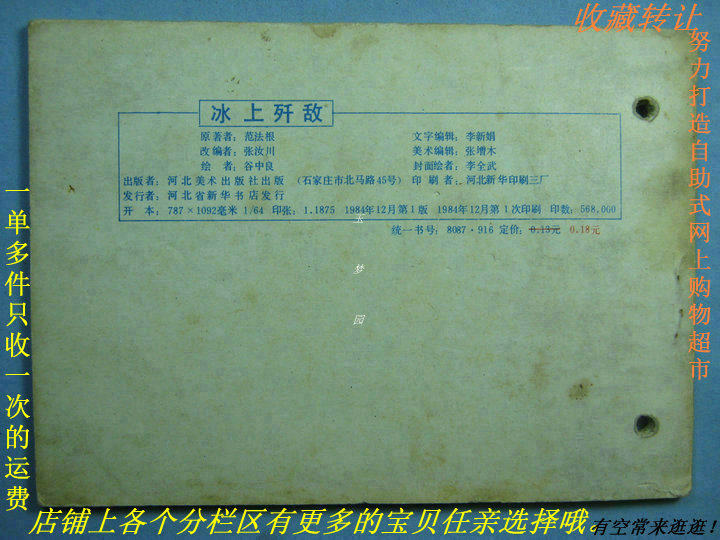 收藏转让
努力打造自助式网上购物超市
冰上歼敌
原著者：范法根 文字编辑：李新娟
改编者：张汝川 美术编辑：张增木
绘 者：谷中良 封面绘者：李全武
出版者：河北美术出版社出版 （石家庄市北马路45号） 印刷者：河北新华印刷三厂
发行者：河北省新华书店发行
开 本：787×1092毫米 1/64 印张：1.1875 1984年12月第1版 1984年12月第1次印刷 印数：568,000
统一书号：8087·916 定价：0.13元 0.18元
玉梦园
一单多件只收一次的运费
店铺上各个分栏区有更多的宝贝任亲选择哦。
有空常来逛逛！